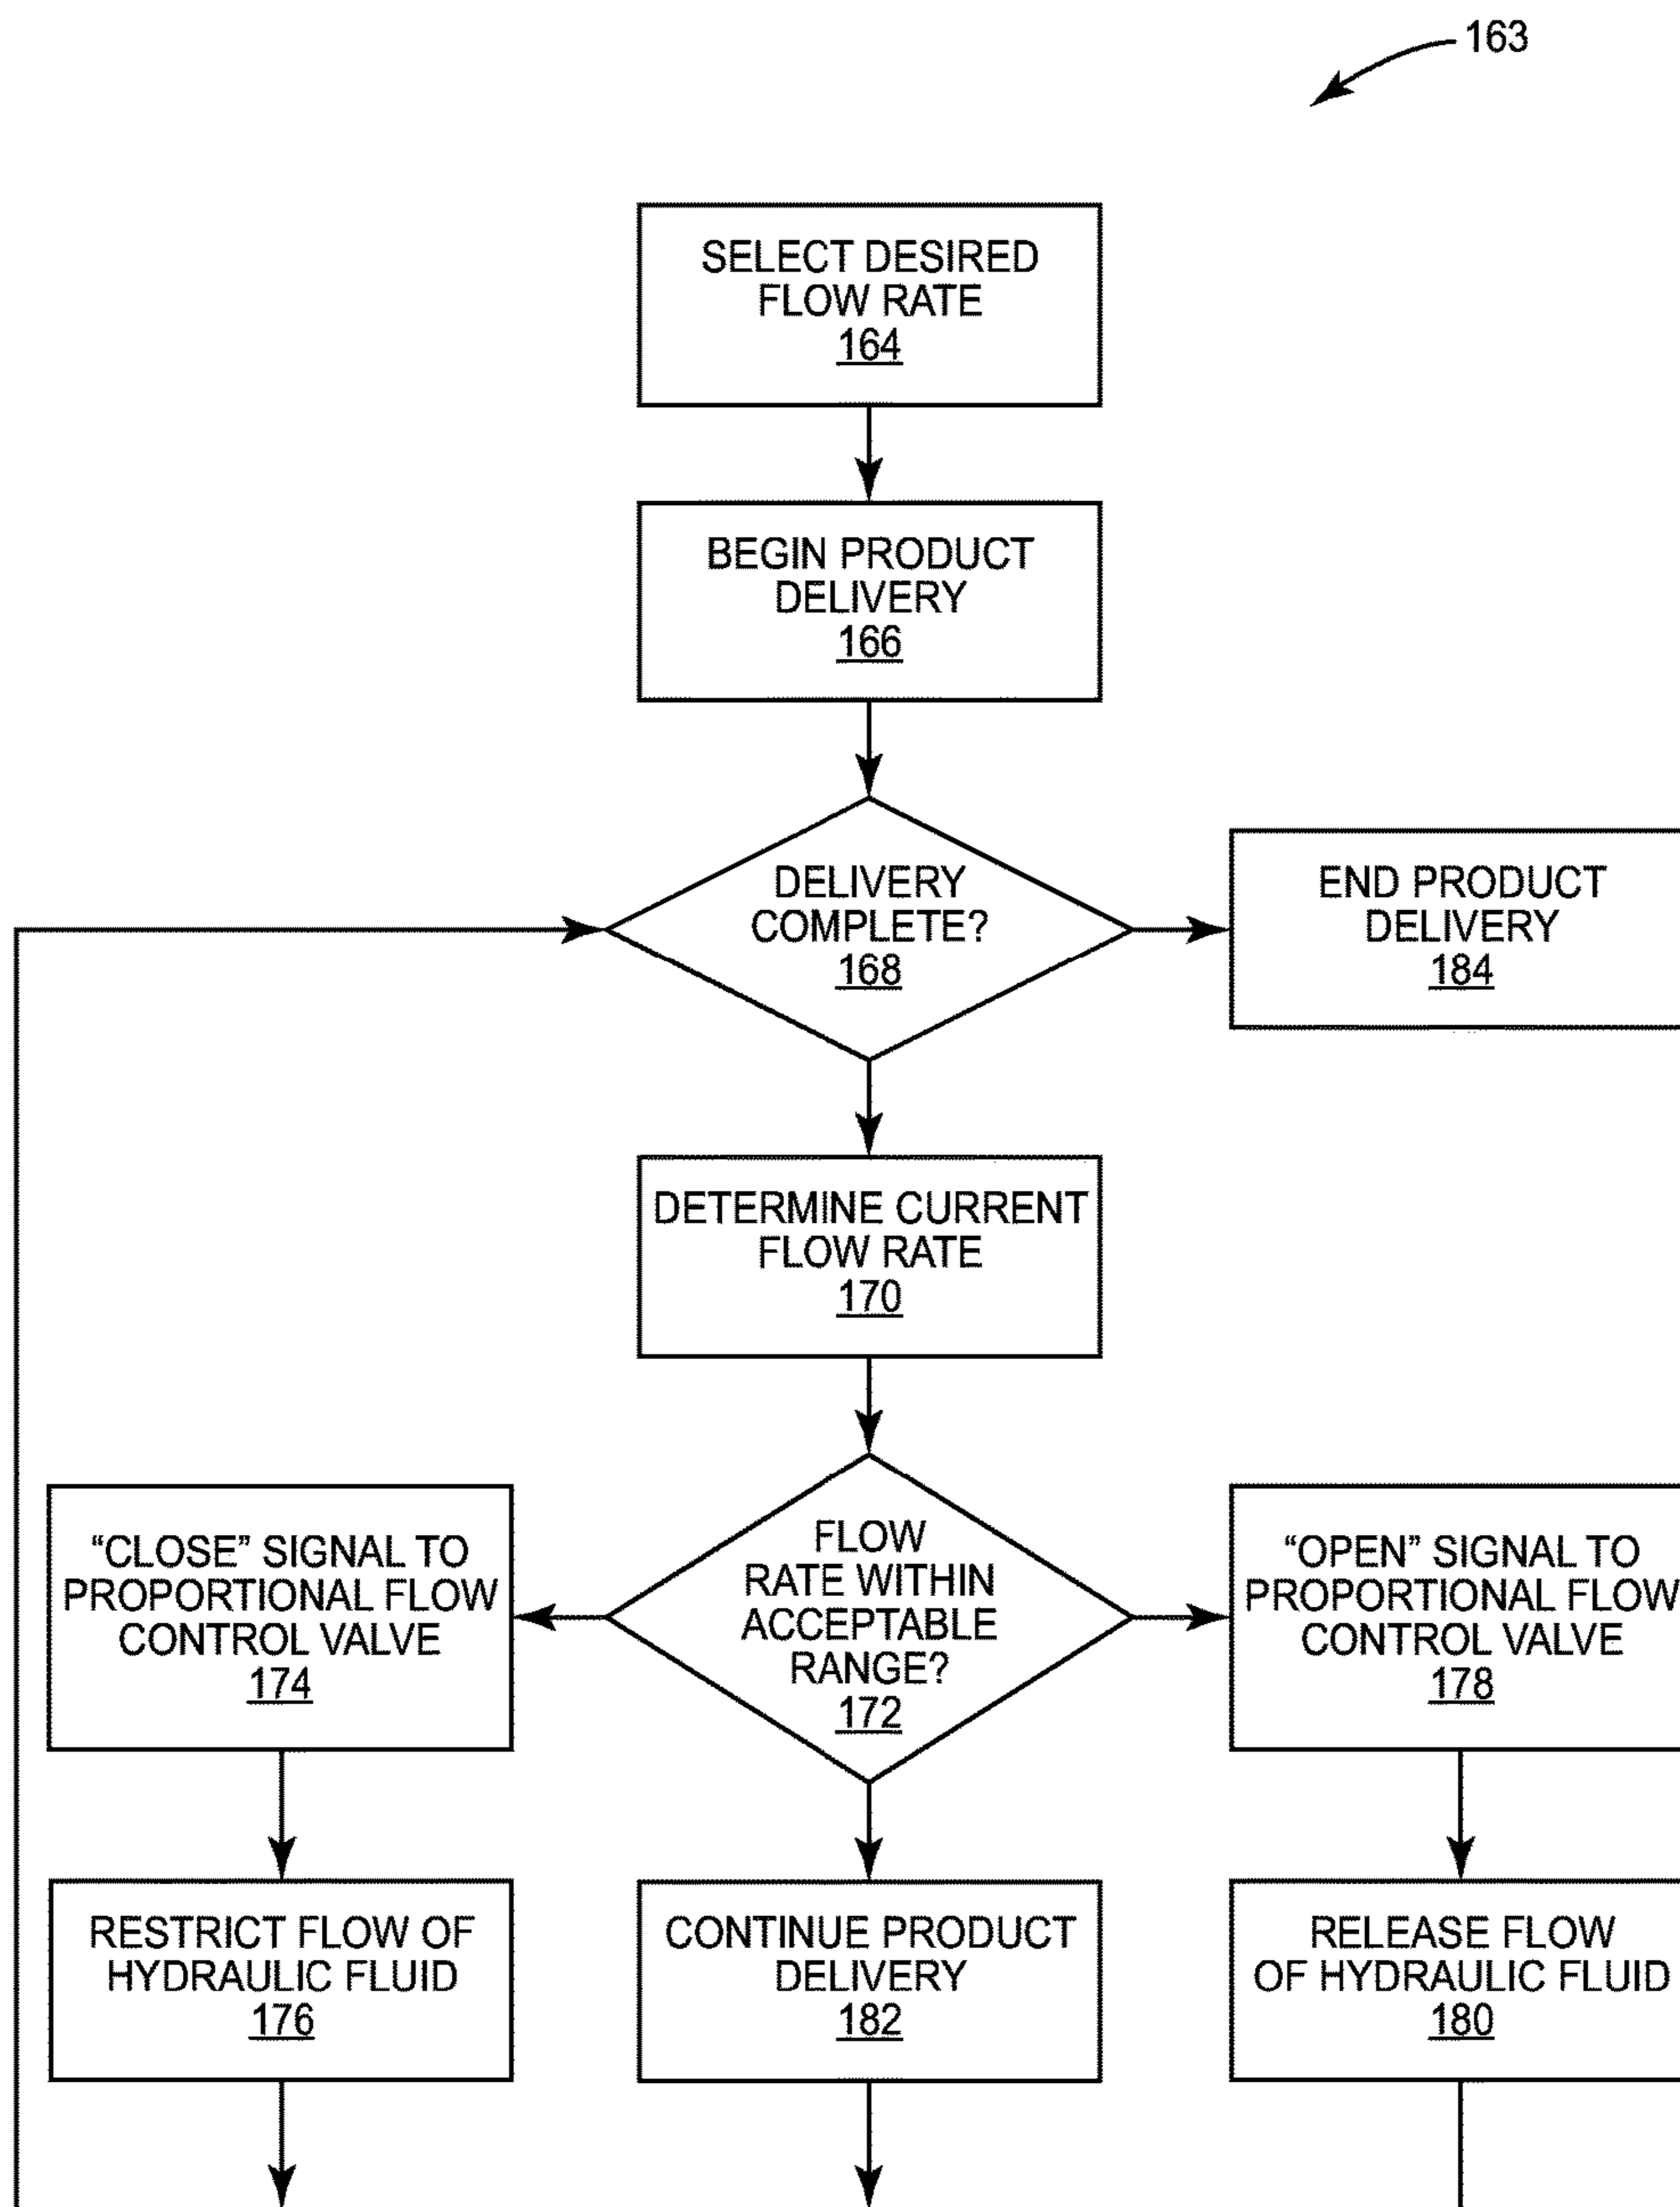 163
SELECT DESIRED
FLOW RATE
164
BEGIN PRODUCT
DELIVERY
166
DELIVERY
COMPLETE?
168
END PRODUCT
DELIVERY
184
DETERMINE CURRENT
FLOW RATE
170
“CLOSE” SIGNAL TO
PROPORTIONAL FLOW
CONTROL VALVE
174
FLOW
RATE WITHIN
ACCEPTABLE
RANGE?
172
“OPEN” SIGNAL TO
PROPORTIONAL FLOW
CONTROL VALVE
178
RESTRICT FLOW OF
HYDRAULIC FLUID
176
CONTINUE PRODUCT
DELIVERY
182
RELEASE FLOW
OF HYDRAULIC FLUID
180